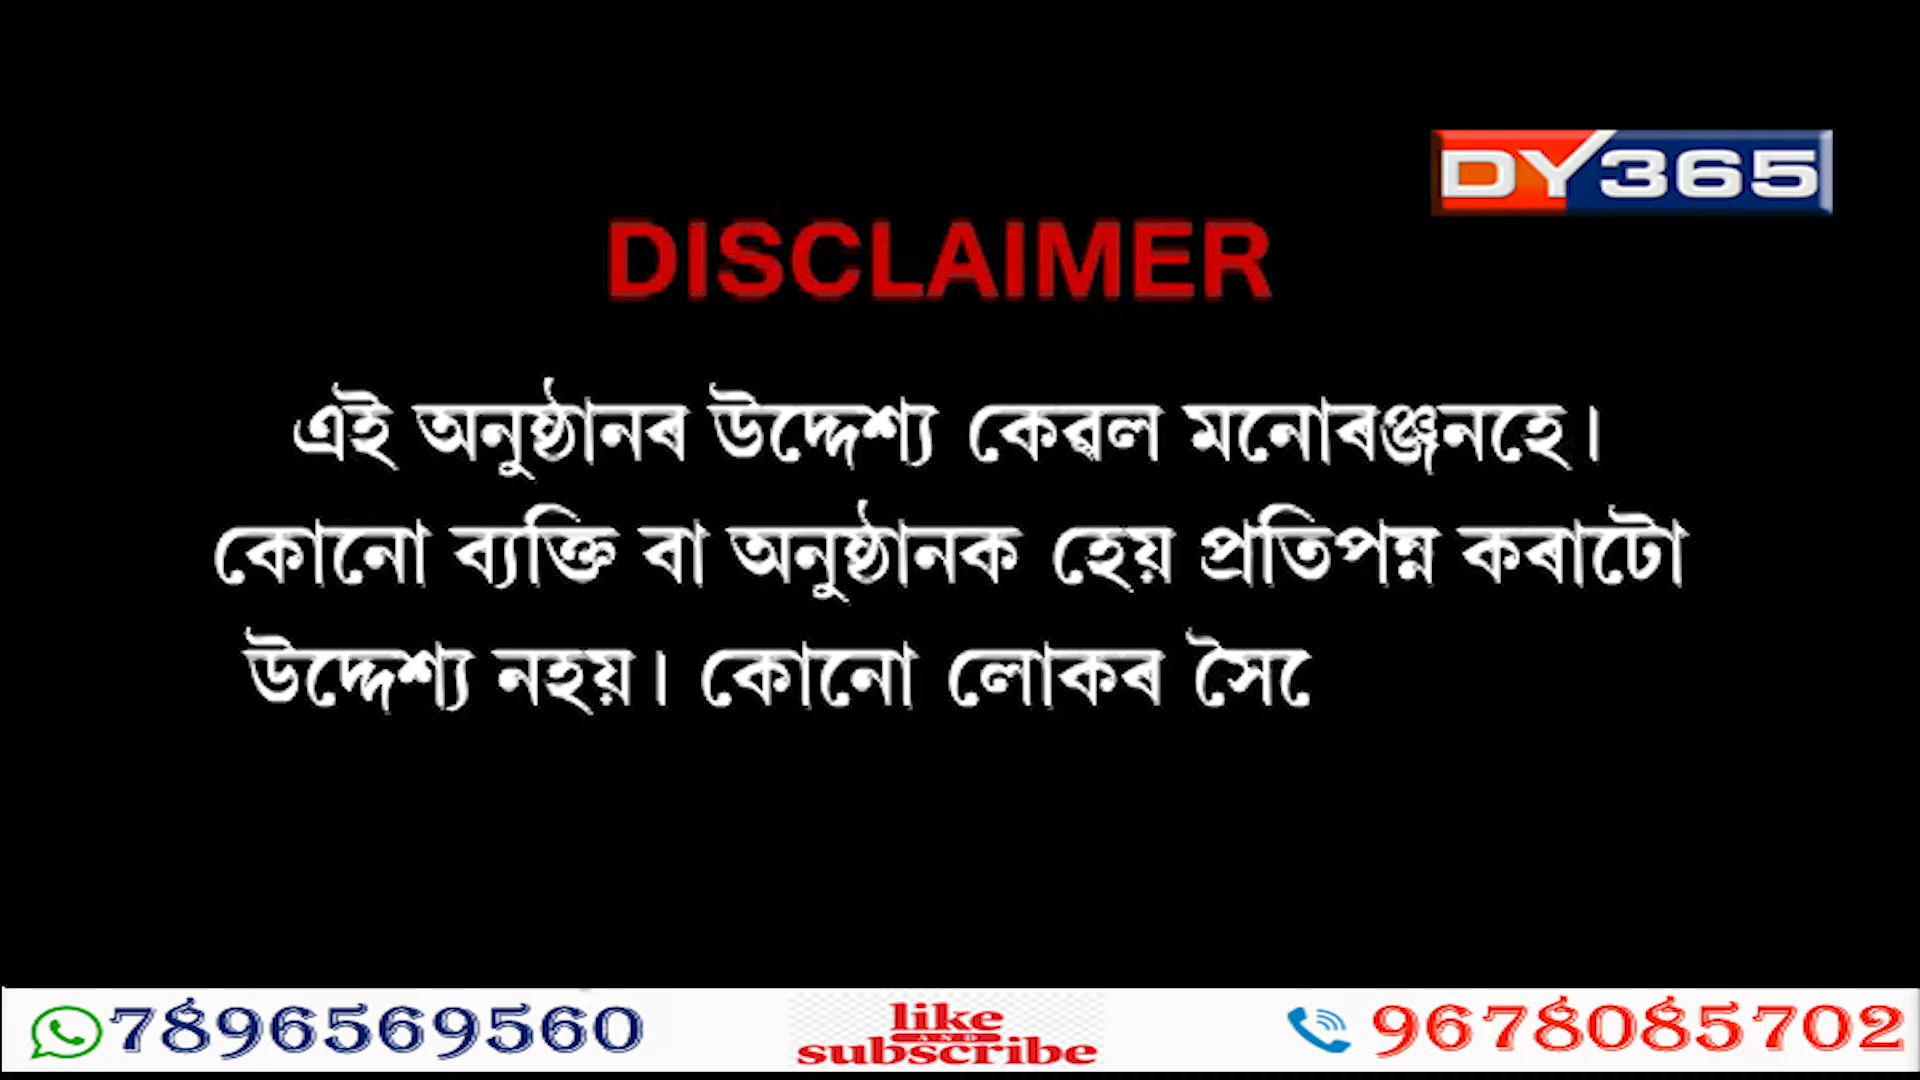 DY365
DISCLAIMER
এই অনুষ্ঠানৰ উদ্দেশ্য কেৱল মনোৰঞ্জনহে।
কোনো ব্যক্তি বা অনুষ্ঠানক হেয় প্ৰতিপন্ন কৰাটো
উদ্দেশ্য নহয়। কোনো লোকৰ সৈতে
7896569560
like
AND
subscribe
9678085702